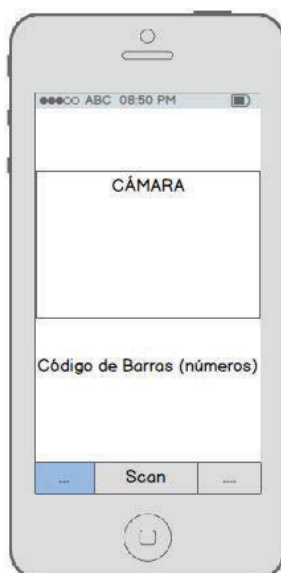 ●●●○○ ABC 08:50 PM
CÁMARA
Código de Barras (números)
... Scan ....